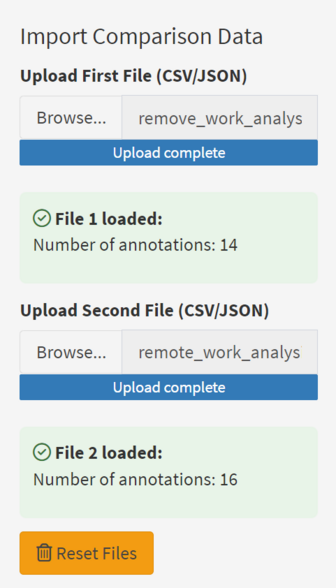 Import Comparison Data
Upload First File (CSV/JSON)
Browse... remove_work_analys
Upload complete
File 1 loaded:
Number of annotations: 14
Upload Second File (CSV/JSON)
Browse... remote_work_analys
Upload complete
File 2 loaded:
Number of annotations: 16
Reset Files